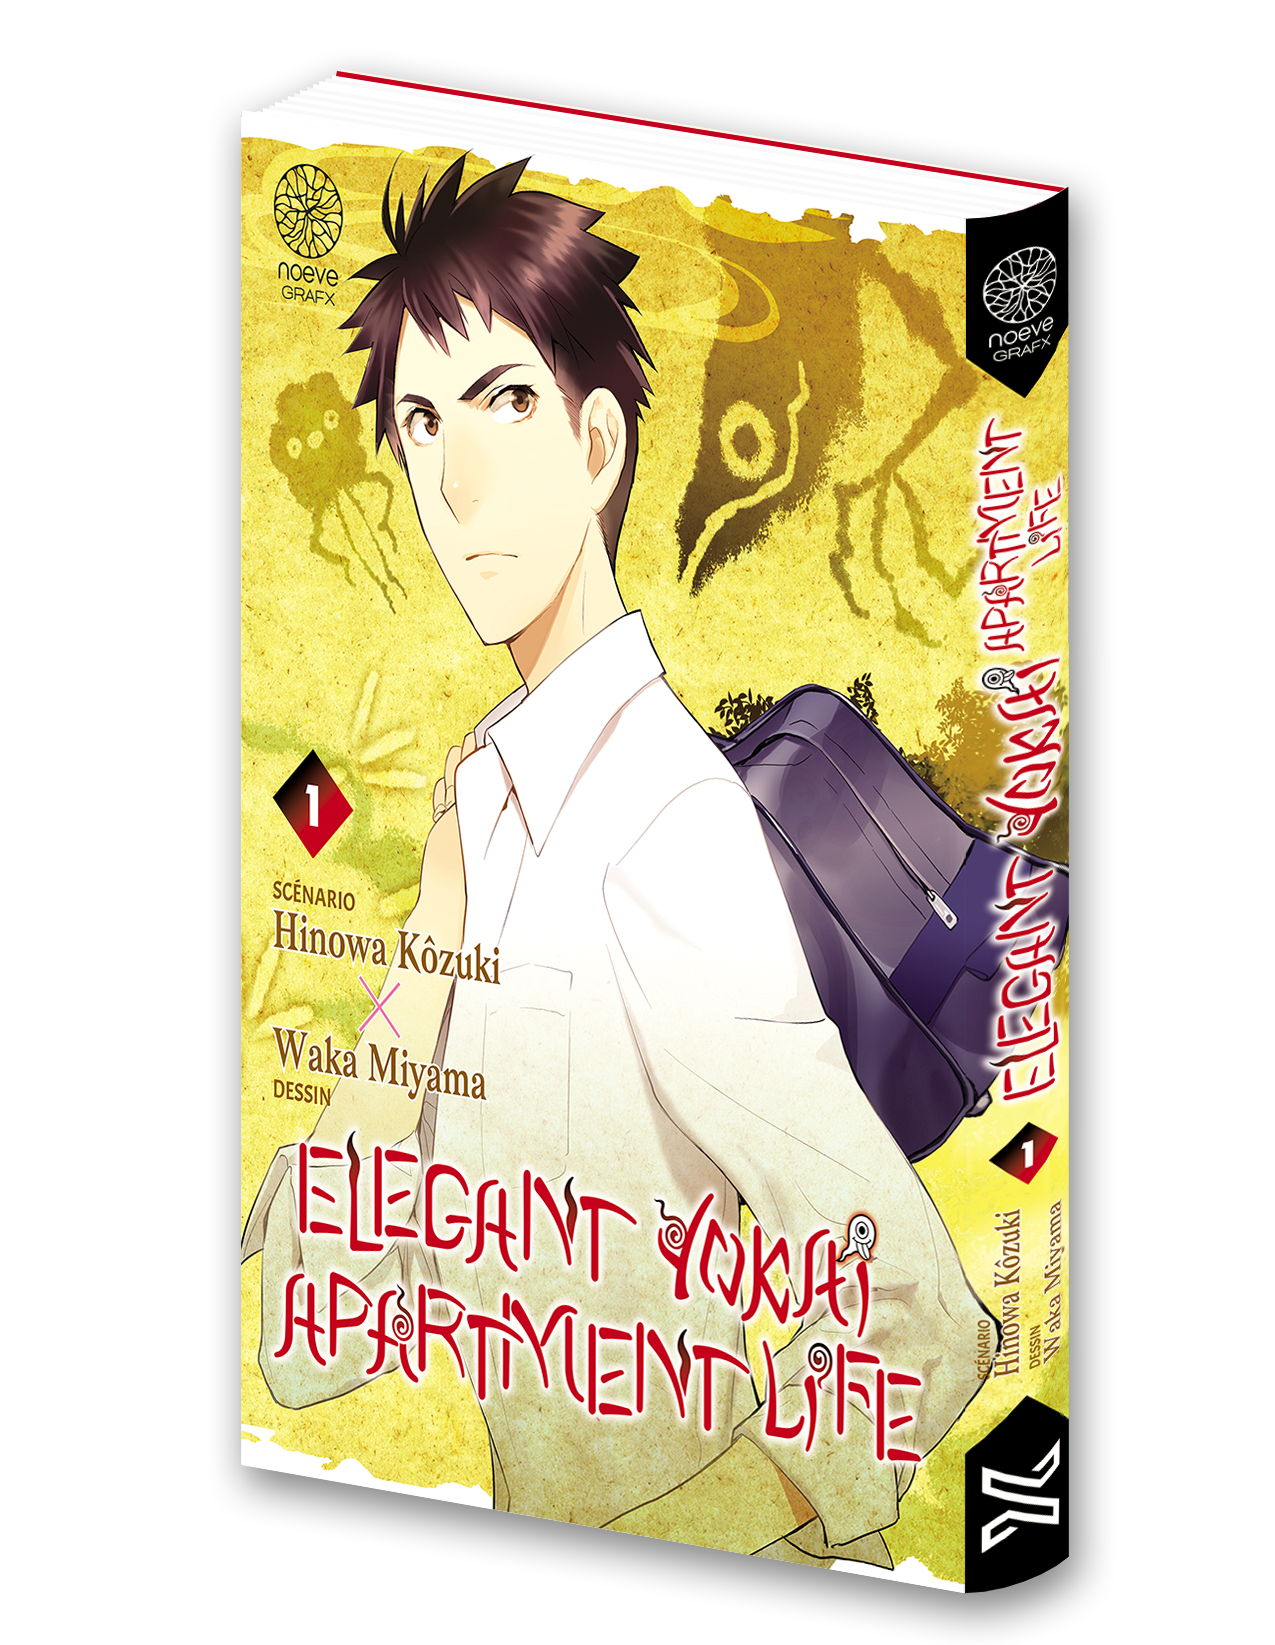 noeve
GRAFX
1
SCÉNARIO
Hinowa Kôzuki
X
Waka Miyama
DESSIN
ELEGANT YOKAI
APARTMENT LIFE
noeve
GRAFX
ELEGANT YOKAI APARTMENT
LIFE
1
SCÉNARIO
Hinowa Kôzuki
DESSIN
Waka Miyama